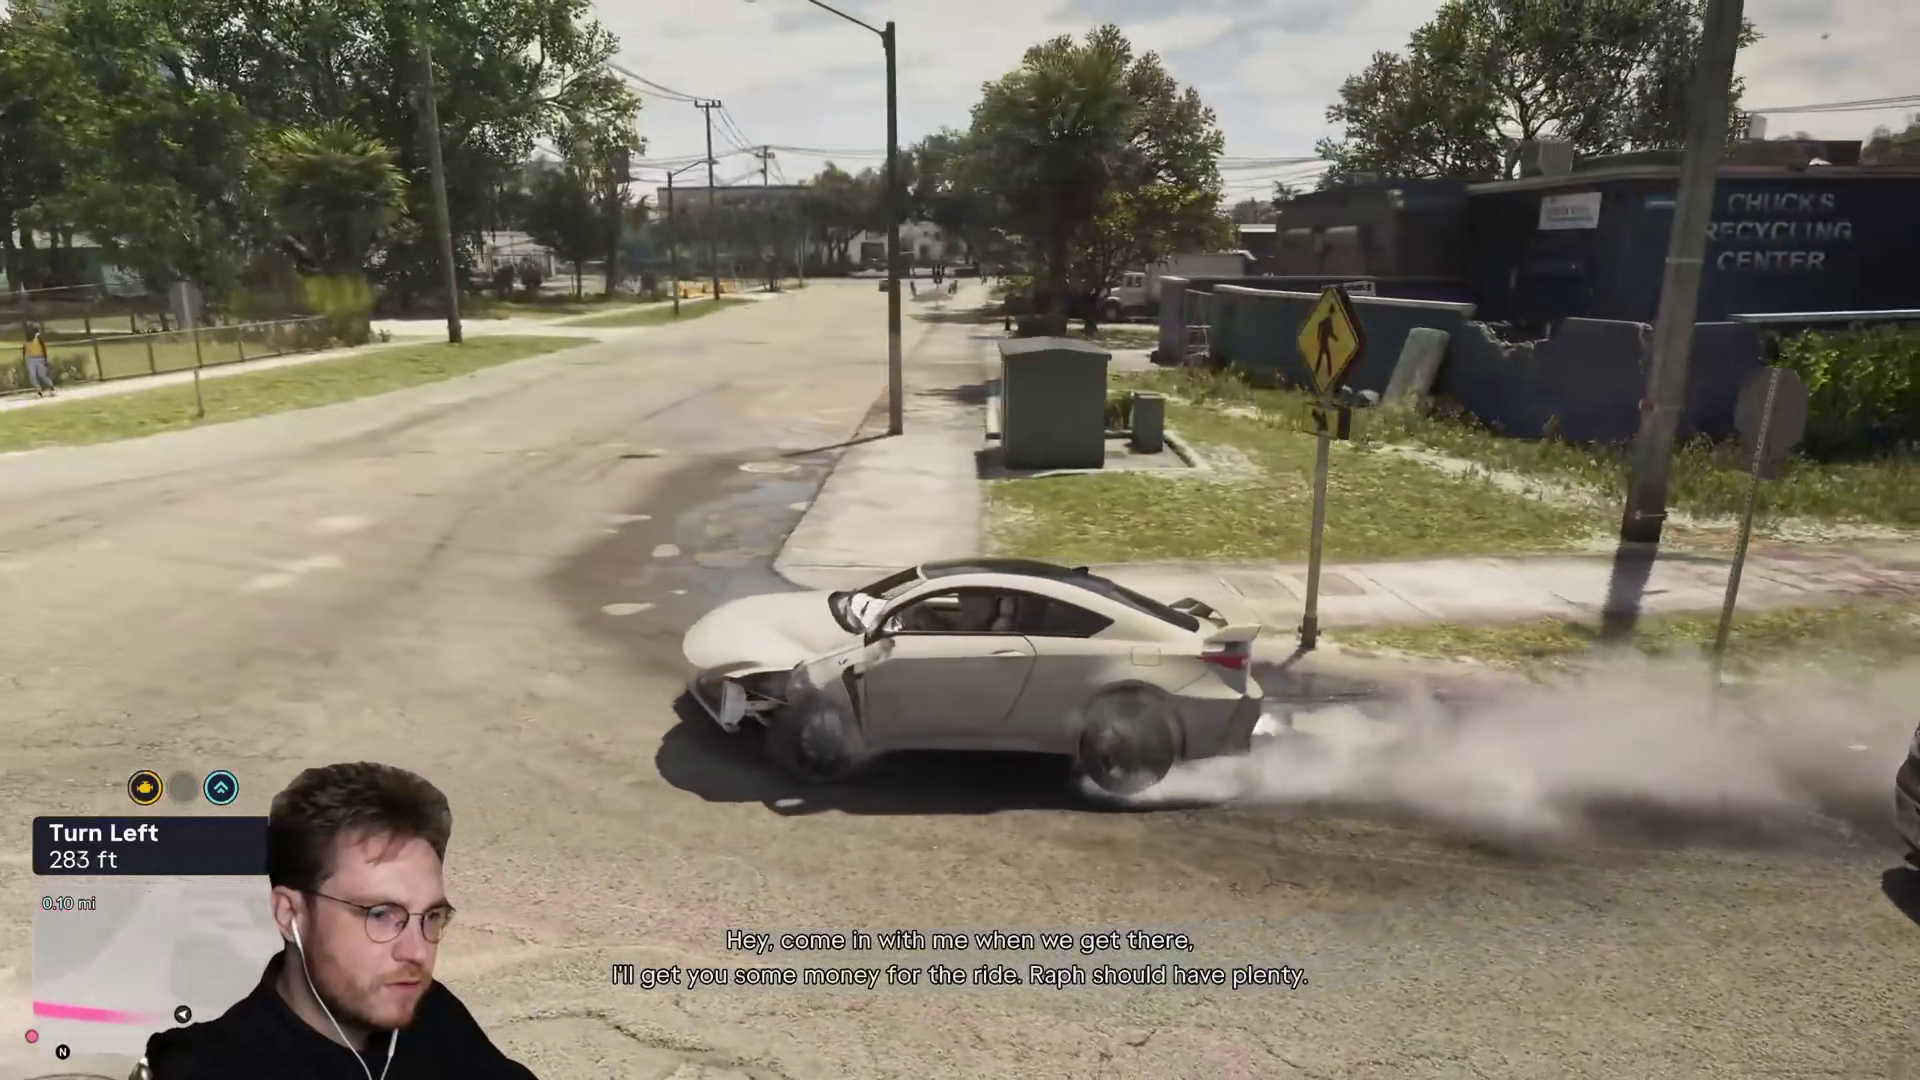 CHUCK'S
RECYCLING
CENTER
Turn Left
283 ft
0.10 mi
N
Hey, come in with me when we get there,
I'll get you some money for the ride. Raph should have plenty.